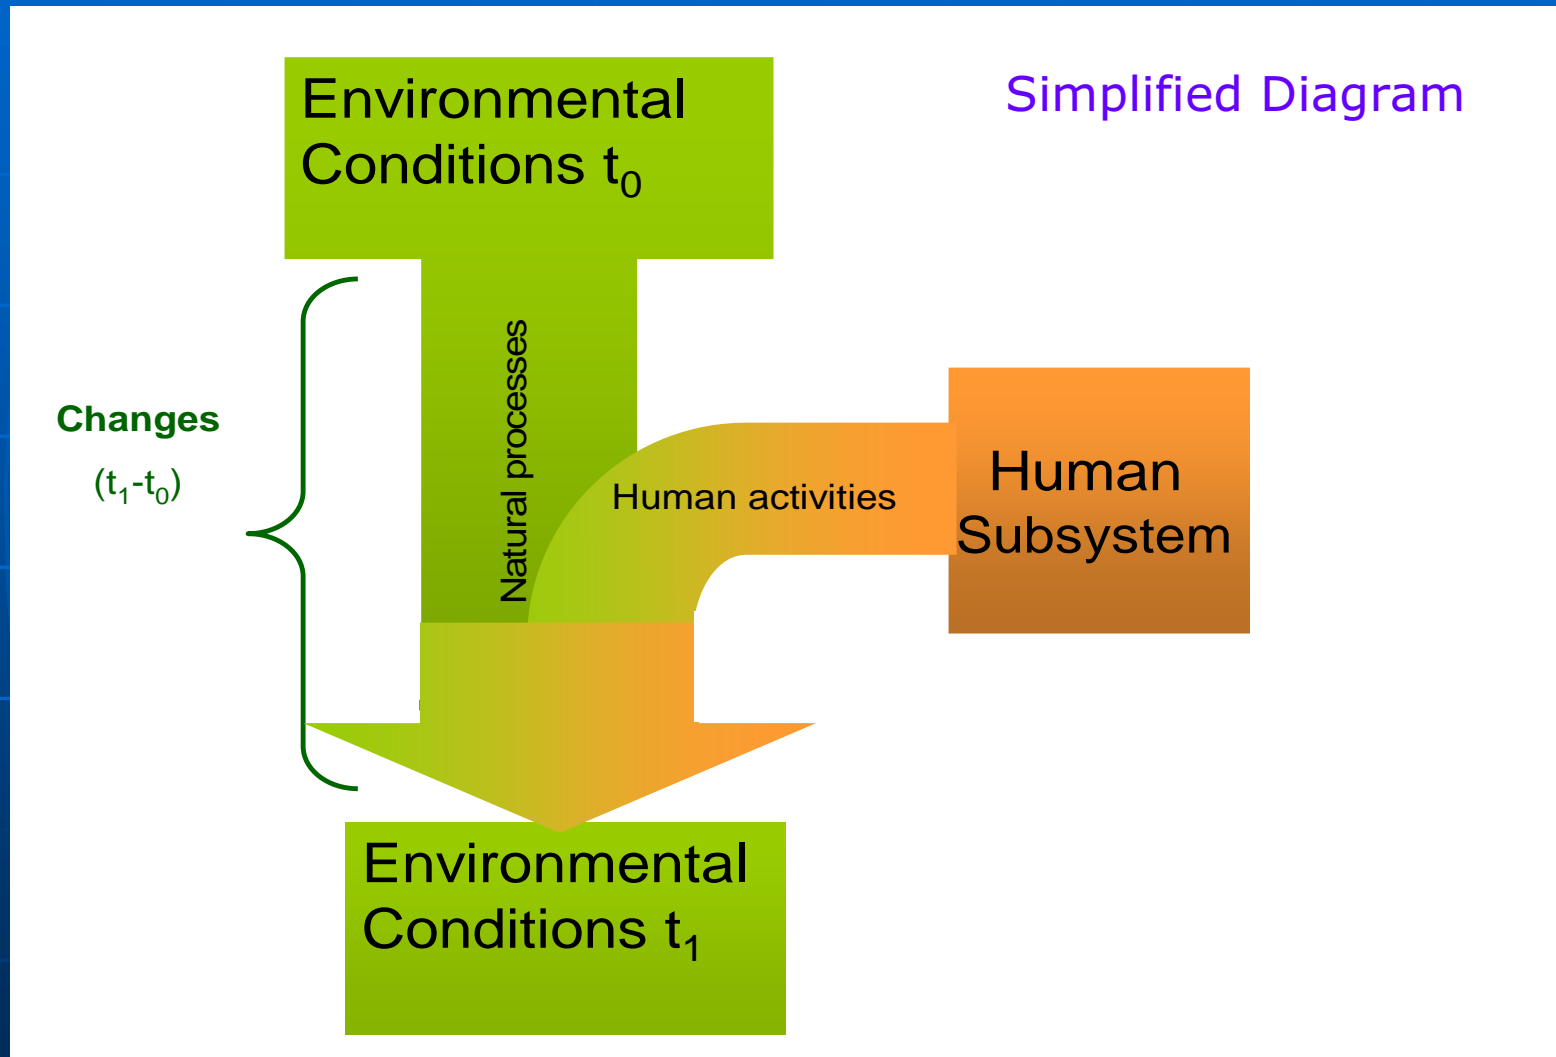 Simplified Diagram
Environmental
Conditions t₀
Natural processes
Changes
(t₁-t₀)
Human activities
Human
Subsystem
Environmental
Conditions t₁